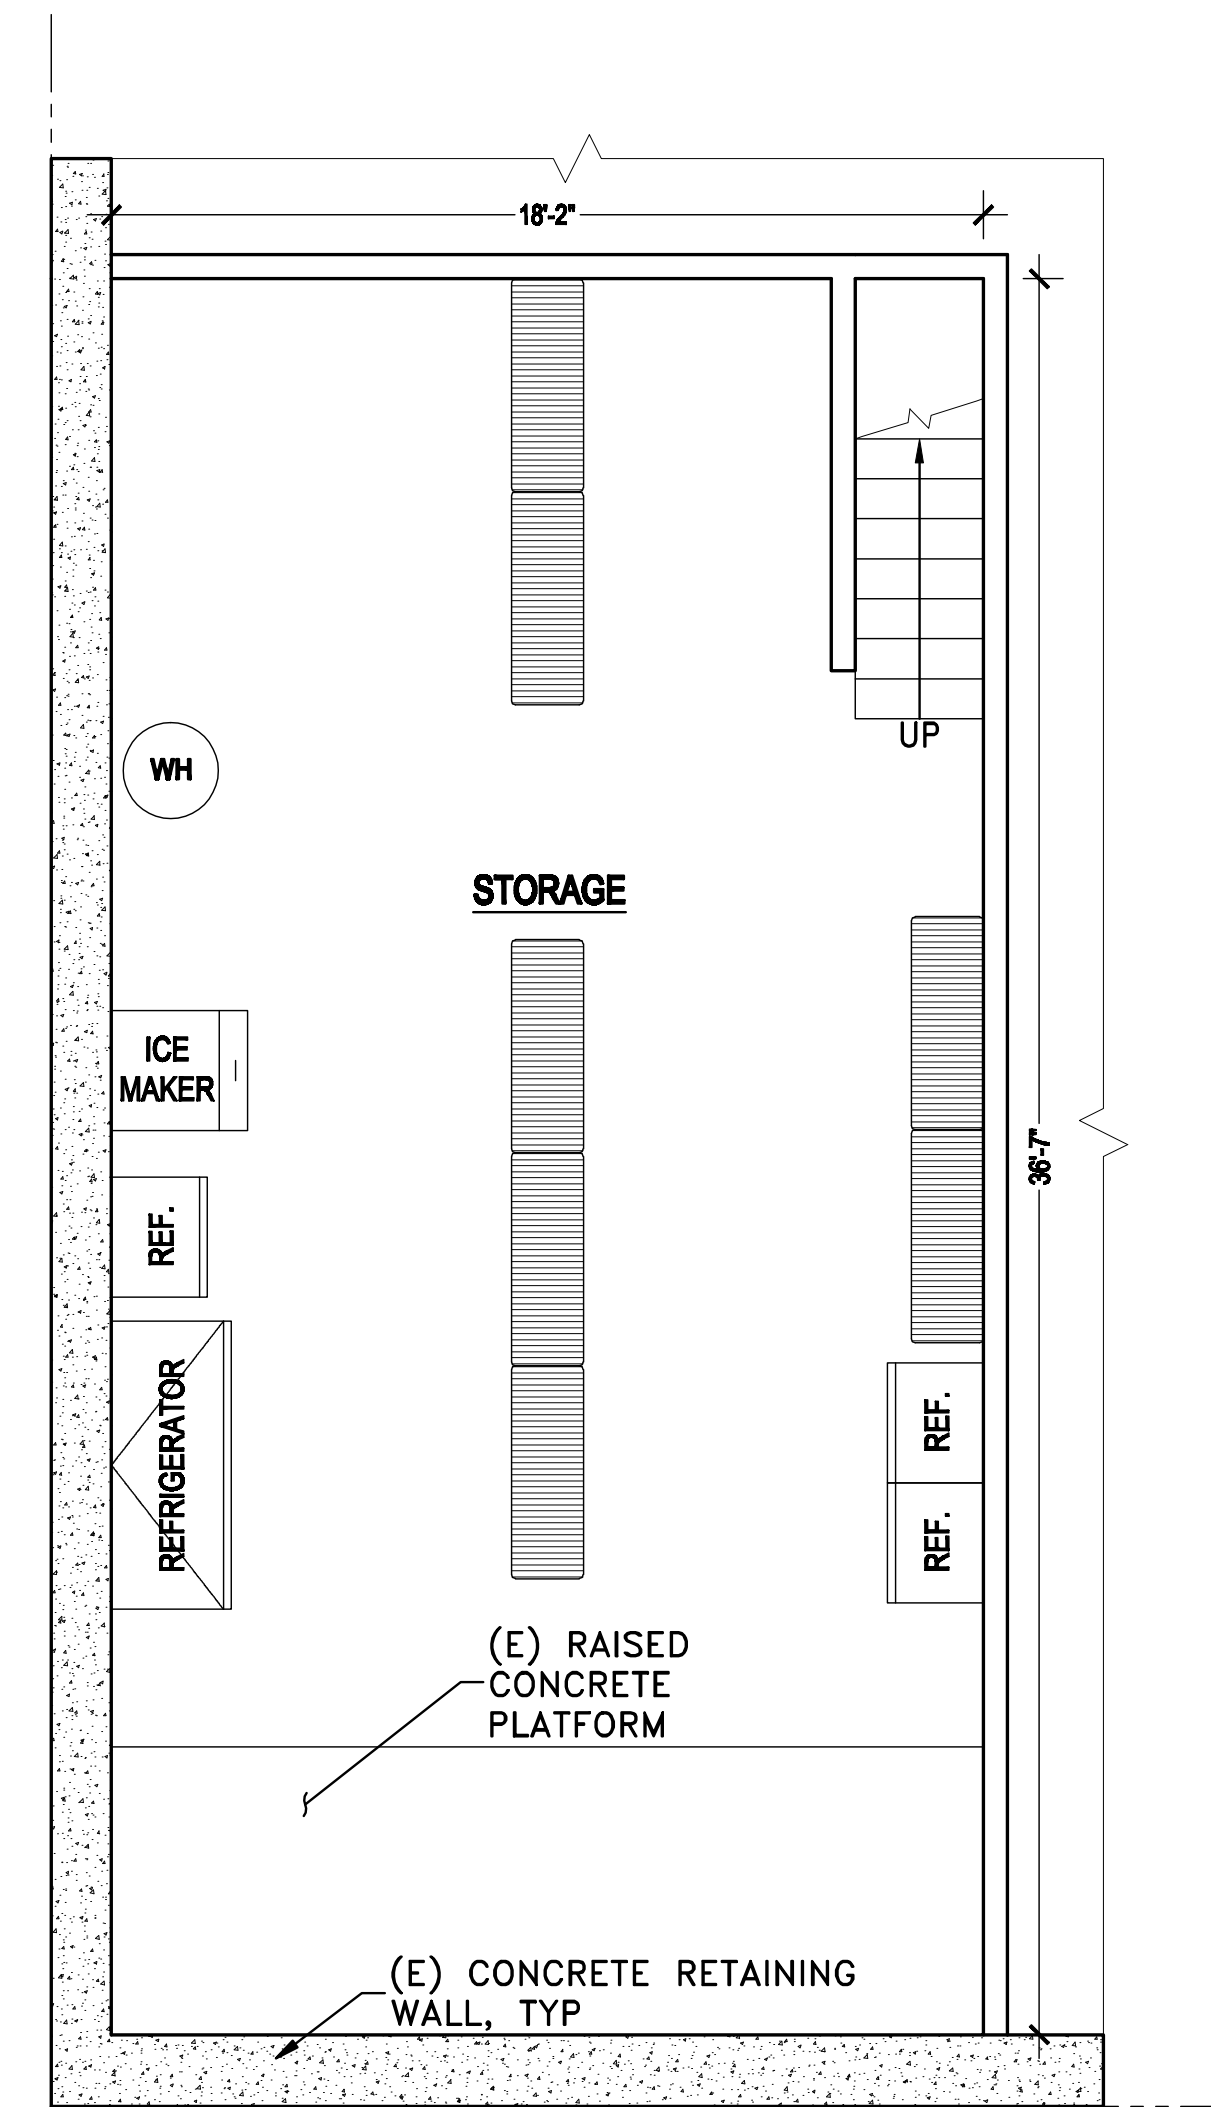 18'-2"
UP
WH
STORAGE
ICE
MAKER
36'-7"
REF.
REFRIGERATOR
REF.
REF.
(E) RAISED
CONCRETE
PLATFORM
(E) CONCRETE RETAINING
WALL, TYP